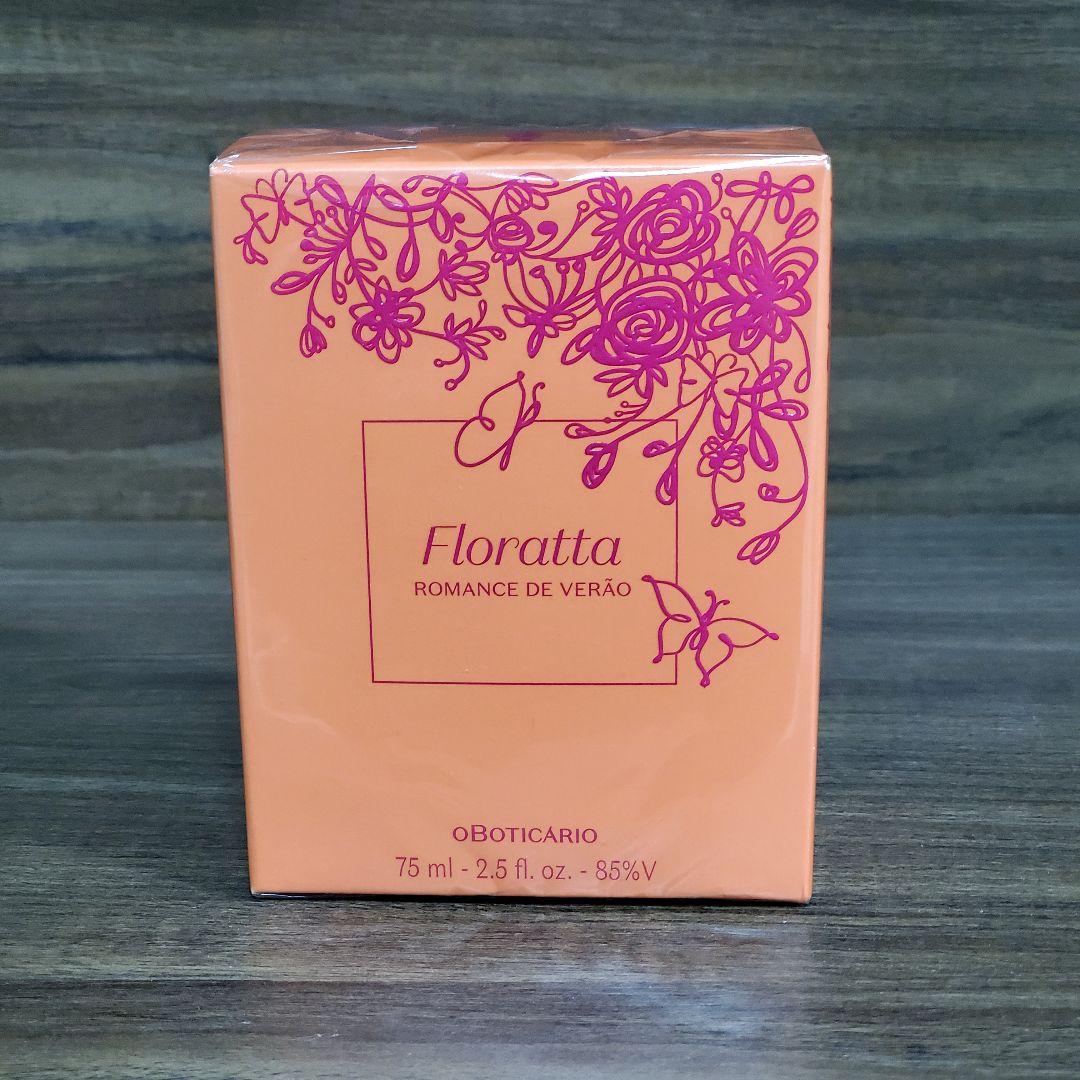 Floratta
ROMANCE DE VERÃO
oBOTICÁRIO
75 ml - 2.5 fl. oz. - 85%V